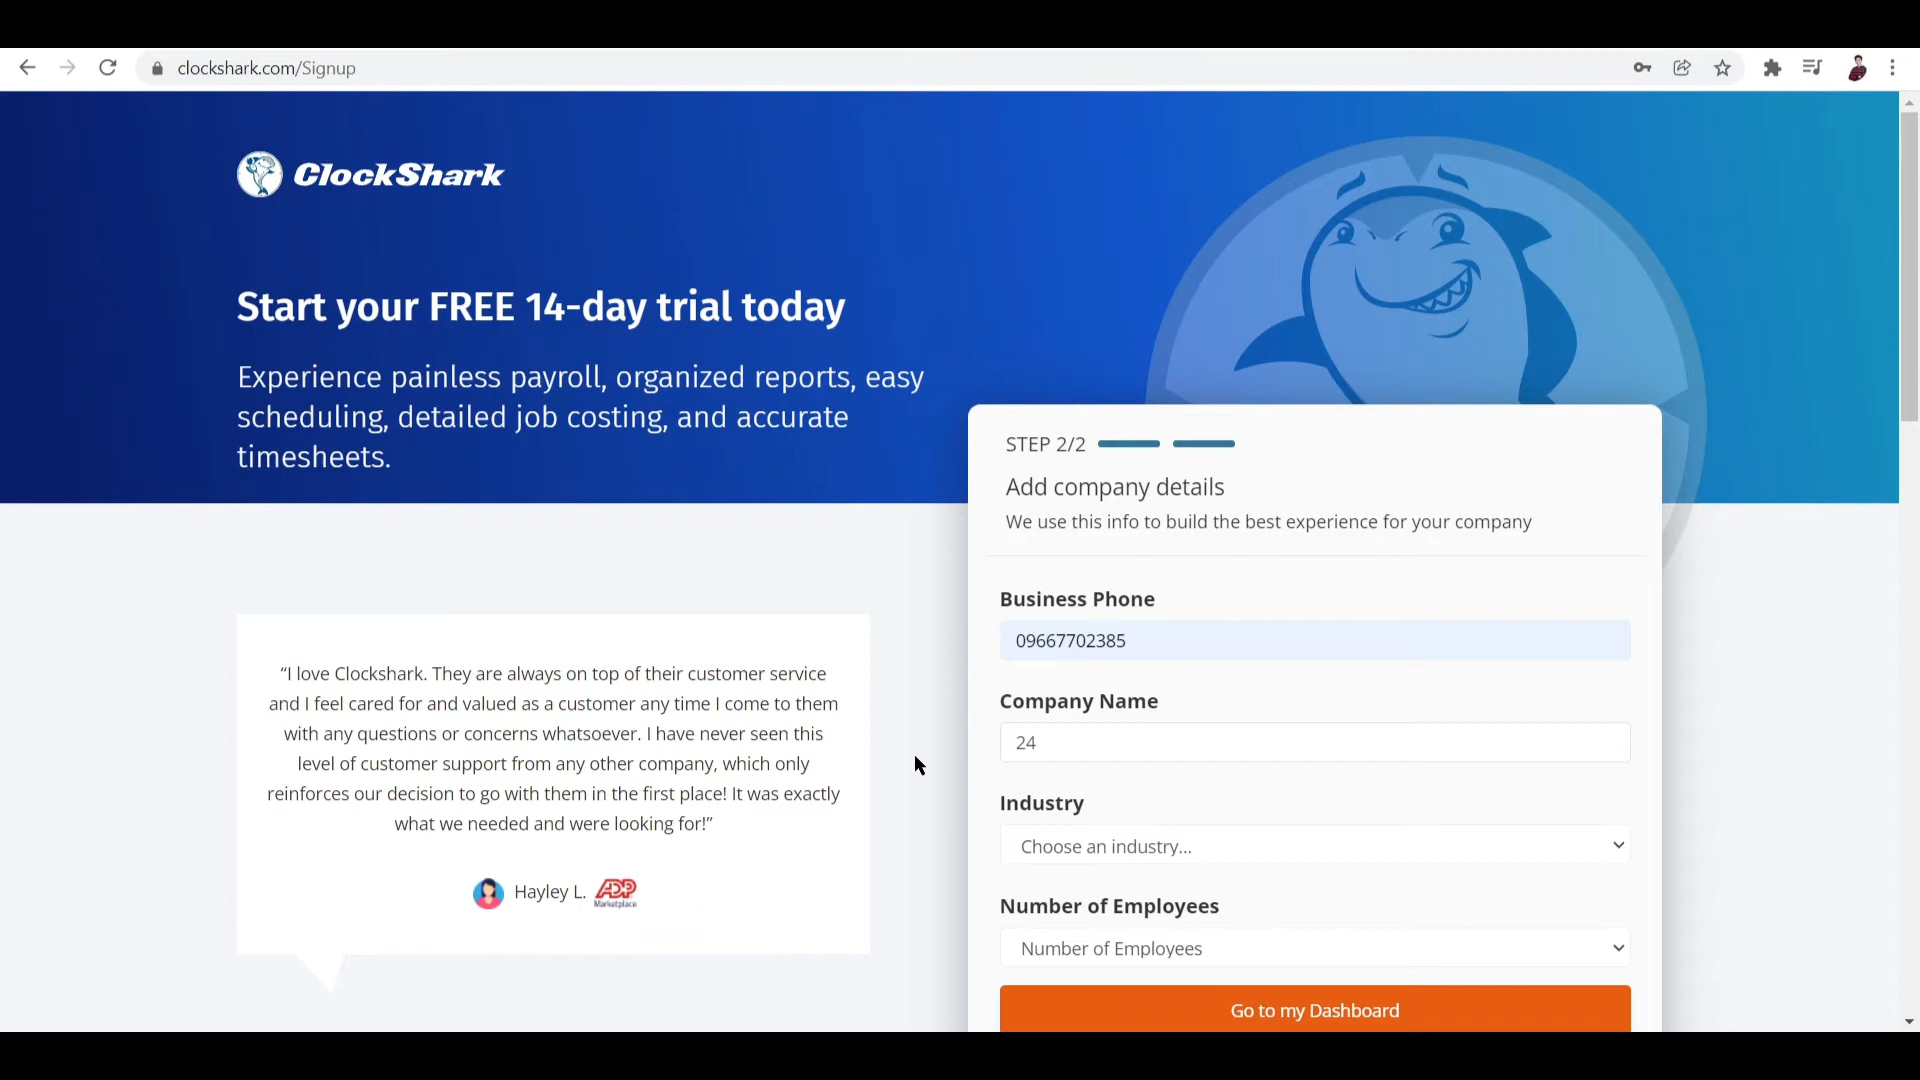 clockshark.com/Signup
ClockShark
Start your FREE 14-day trial today
Experience painless payroll, organized reports, easy
scheduling, detailed job costing, and accurate
timesheets.
STEP 2/2
Add company details
We use this info to build the best experience for your company
Business Phone
09667702385
Company Name
24
Industry
Choose an industry...
Number of Employees
Number of Employees
Go to my Dashboard
“I love Clockshark. They are always on top of their customer service
and I feel cared for and valued as a customer any time I come to them
with any questions or concerns whatsoever. I have never seen this
level of customer support from any other company, which only
reinforces our decision to go with them in the first place! It was exactly
what we needed and were looking for!”
Hayley L.
ADP
Marketplace